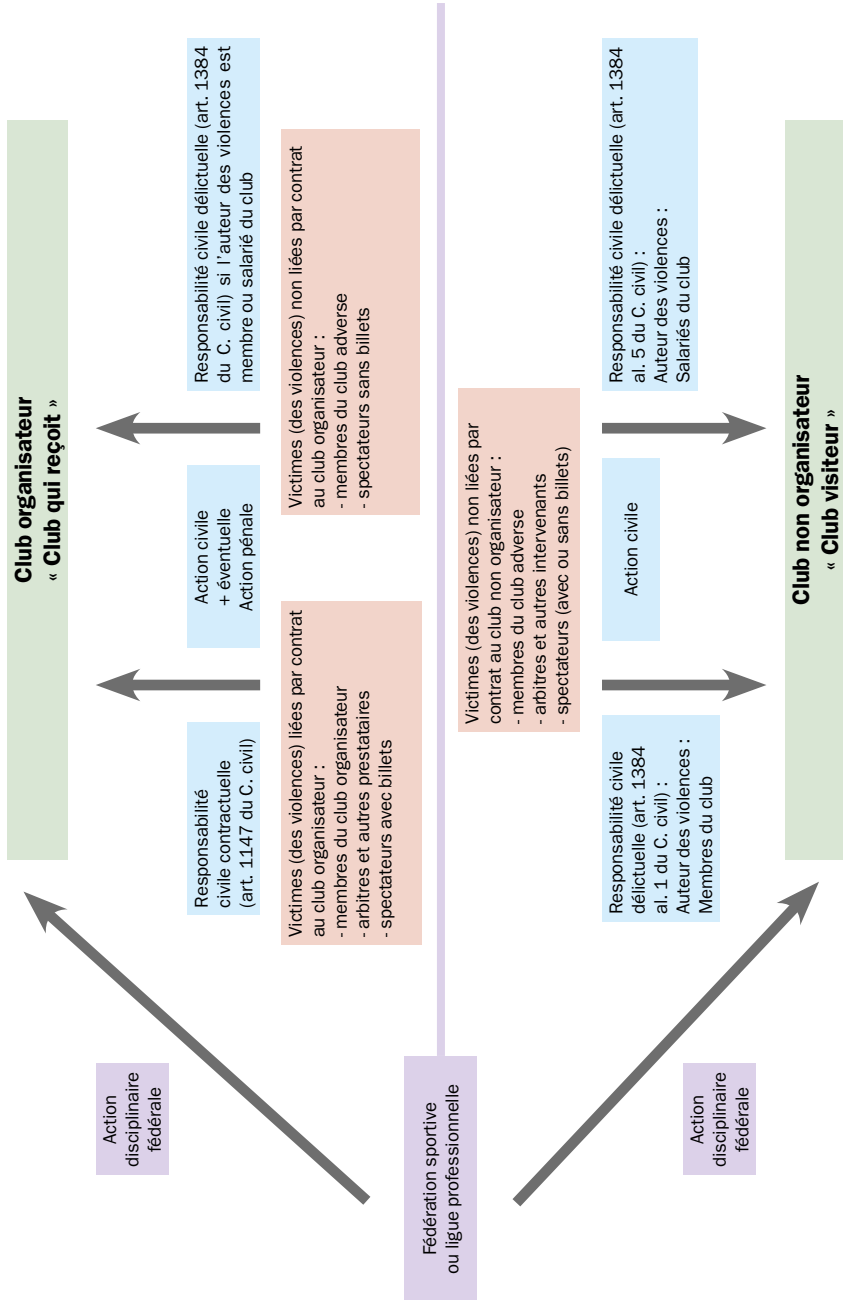 Club organisateur
« Club qui reçoit »
Action
disciplinaire
fédérale
Responsabilité
civile contractuelle
(art. 1147 du C. civil)
Action civile
+ éventuelle
Action pénale
Responsabilité civile délictuelle (art. 1384
du C. civil) si l'auteur des violences est
membre ou salarié du club
Victimes (des violences) liées par contrat
au club organisateur :
- membres du club organisateur
- arbitres et autres prestataires
- spectateurs avec billets
Victimes (des violences) non liées par contrat
au club organisateur :
- membres du club adverse
- spectateurs sans billets
Fédération sportive
ou ligue professionnelle
Victimes (des violences) non liées par
contrat au club non organisateur :
- membres du club adverse
- arbitres et autres intervenants
- spectateurs (avec ou sans billets)
Action
disciplinaire
fédérale
Responsabilité civile
délictuelle (art. 1384
al. 1 du C. civil) :
Auteur des violences :
Membres du club
Action civile
Responsabilité civile délictuelle (art. 1384
al. 5 du C. civil) :
Auteur des violences :
Salariés du club
Club non organisateur
« Club visiteur »